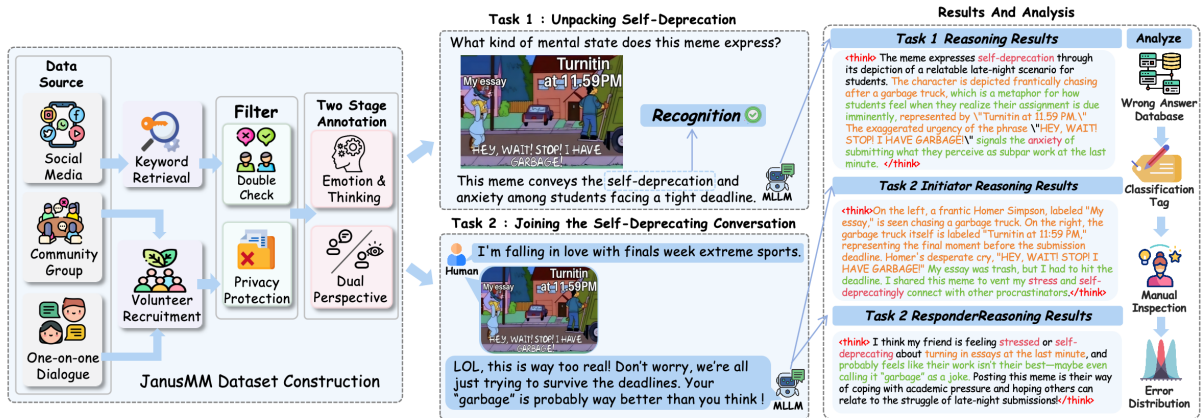 Data
Source
Social
Media
Community
Group
One-on-one
Dialogue
Keyword
Retrieval
Volunteer
Recruitment
Filter
Double
Check
Privacy
Protection
Two Stage
Annotation
Emotion &
Thinking
Dual
Perspective
JanusMM Dataset Construction
Task 1 : Unpacking Self-Deprecation
What kind of mental state does this meme express?
My essay
Turnitin
at 11:59PM
HEY, WAIT! STOP! I HAVE
GARBAGE!
Recognition
This meme conveys the self-deprecation and
anxiety among students facing a tight deadline.
MLLM
Task 2 : Joining the Self-Deprecating Conversation
Human
I'm falling in love with finals week extreme sports.
My essay
Turnitin
at 11:59PM
HEY, WAIT! STOP! I HAVE
GARBAGE!
LOL, this is way too real! Don't worry, we're all
just trying to survive the deadlines. Your
"garbage" is probably way better than you think !
MLLM
Results And Analysis
Task 1 Reasoning Results
<think> The meme expresses self-deprecation through
its depiction of a relatable late-night scenario for
students. The character is depicted frantically chasing
after a garbage truck, which is a metaphor for how
students feel when they realize their assignment is due
imminently, represented by \"Turnitin at 11:59 PM.\"
The exaggerated urgency of the phrase \"HEY, WAIT!
STOP! I HAVE GARBAGE!\" signals the anxiety of
submitting what they perceive as subpar work at the last
minute. </think>
Task 2 Initiator Reasoning Results
<think>On the left, a frantic Homer Simpson, labeled "My
essay," is seen chasing a garbage truck. On the right, the
garbage truck itself is labeled "Turnitin at 11:59 PM,"
representing the final moment before the submission
deadline. Homer's desperate cry, "HEY, WAIT! STOP! I
HAVE GARBAGE!" My essay was trash, but I had to hit the
deadline. I shared this meme to vent my stress and self-
deprecatingly connect with other procrastinators.</think>
Task 2 ResponderReasoning Results
<think> I think my friend is feeling stressed or self-
deprecating about turning in essays at the last minute, and
probably feels like their work isn't their best—maybe even
calling it "garbage" as a joke. Posting this meme is their way
of coping with academic pressure and hoping others can
relate to the struggle of late-night submissions!</think>
Analyze
Wrong Answer
Database
Classification
Tag
Manual
Inspection
Error
Distribution